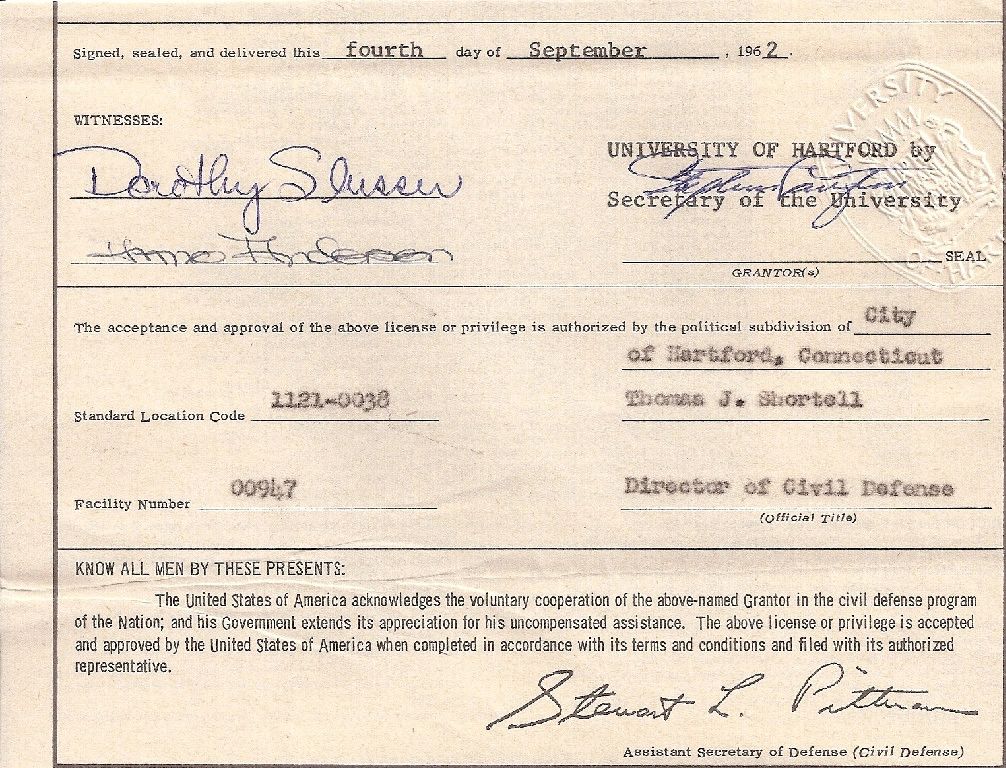 Signed, sealed, and delivered this fourth day of September, 1962.
WITNESSES:
Dorothy Slusser
UNIVERSITY OF HARTFORD by
Secretary of the University
Anderson
SEAL
GRANTOR(s)
The acceptance and approval of the above license or privilege is authorized by the political subdivision of City
of Hartford, Connecticut
Standard Location Code 1121-0038
Thomas J. Shortell
Facility Number 00947
Director of Civil Defense
(Official Title)
KNOW ALL MEN BY THESE PRESENTS:
The United States of America acknowledges the voluntary cooperation of the above-named Grantor in the civil defense program
of the Nation; and his Government extends its appreciation for his uncompensated assistance. The above license or privilege is accepted
and approved by the United States of America when completed in accordance with its terms and conditions and filed with its authorized
representative.
Steuart L. Pittman
Assistant Secretary of Defense (Civil Defense)